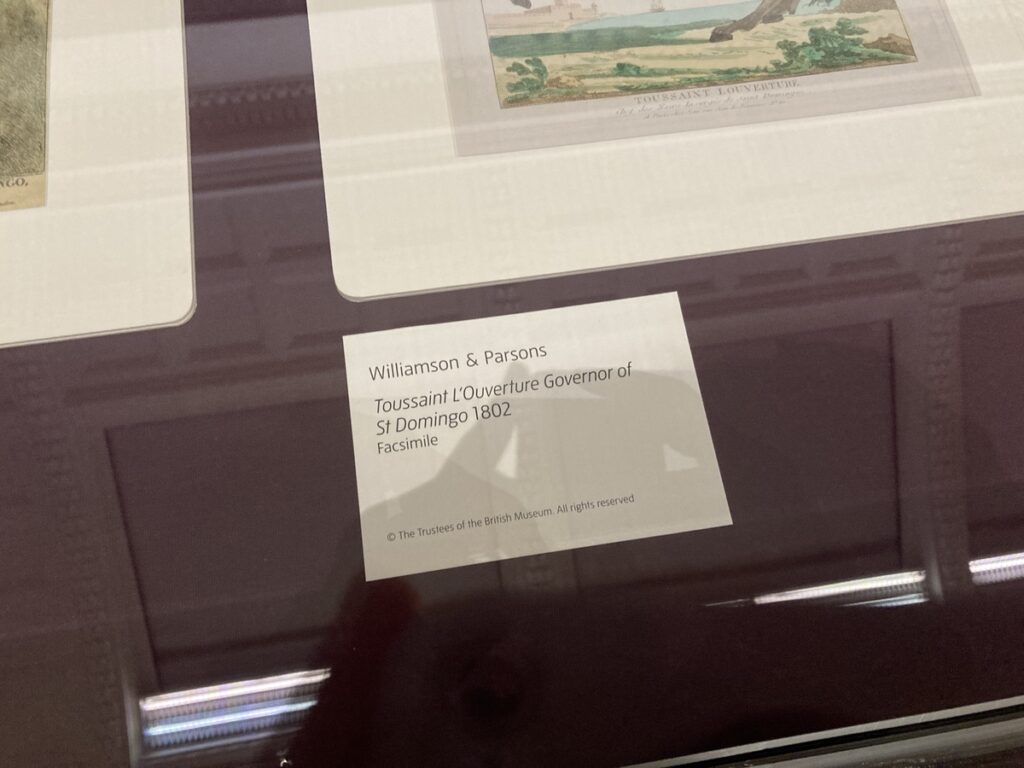 NGO.
TOUSSAINT LOUVERTURE.
Williamson & Parsons
Toussaint L'Ouverture Governor of
St Domingo 1802
Facsimile
© The Trustees of the British Museum. All rights reserved